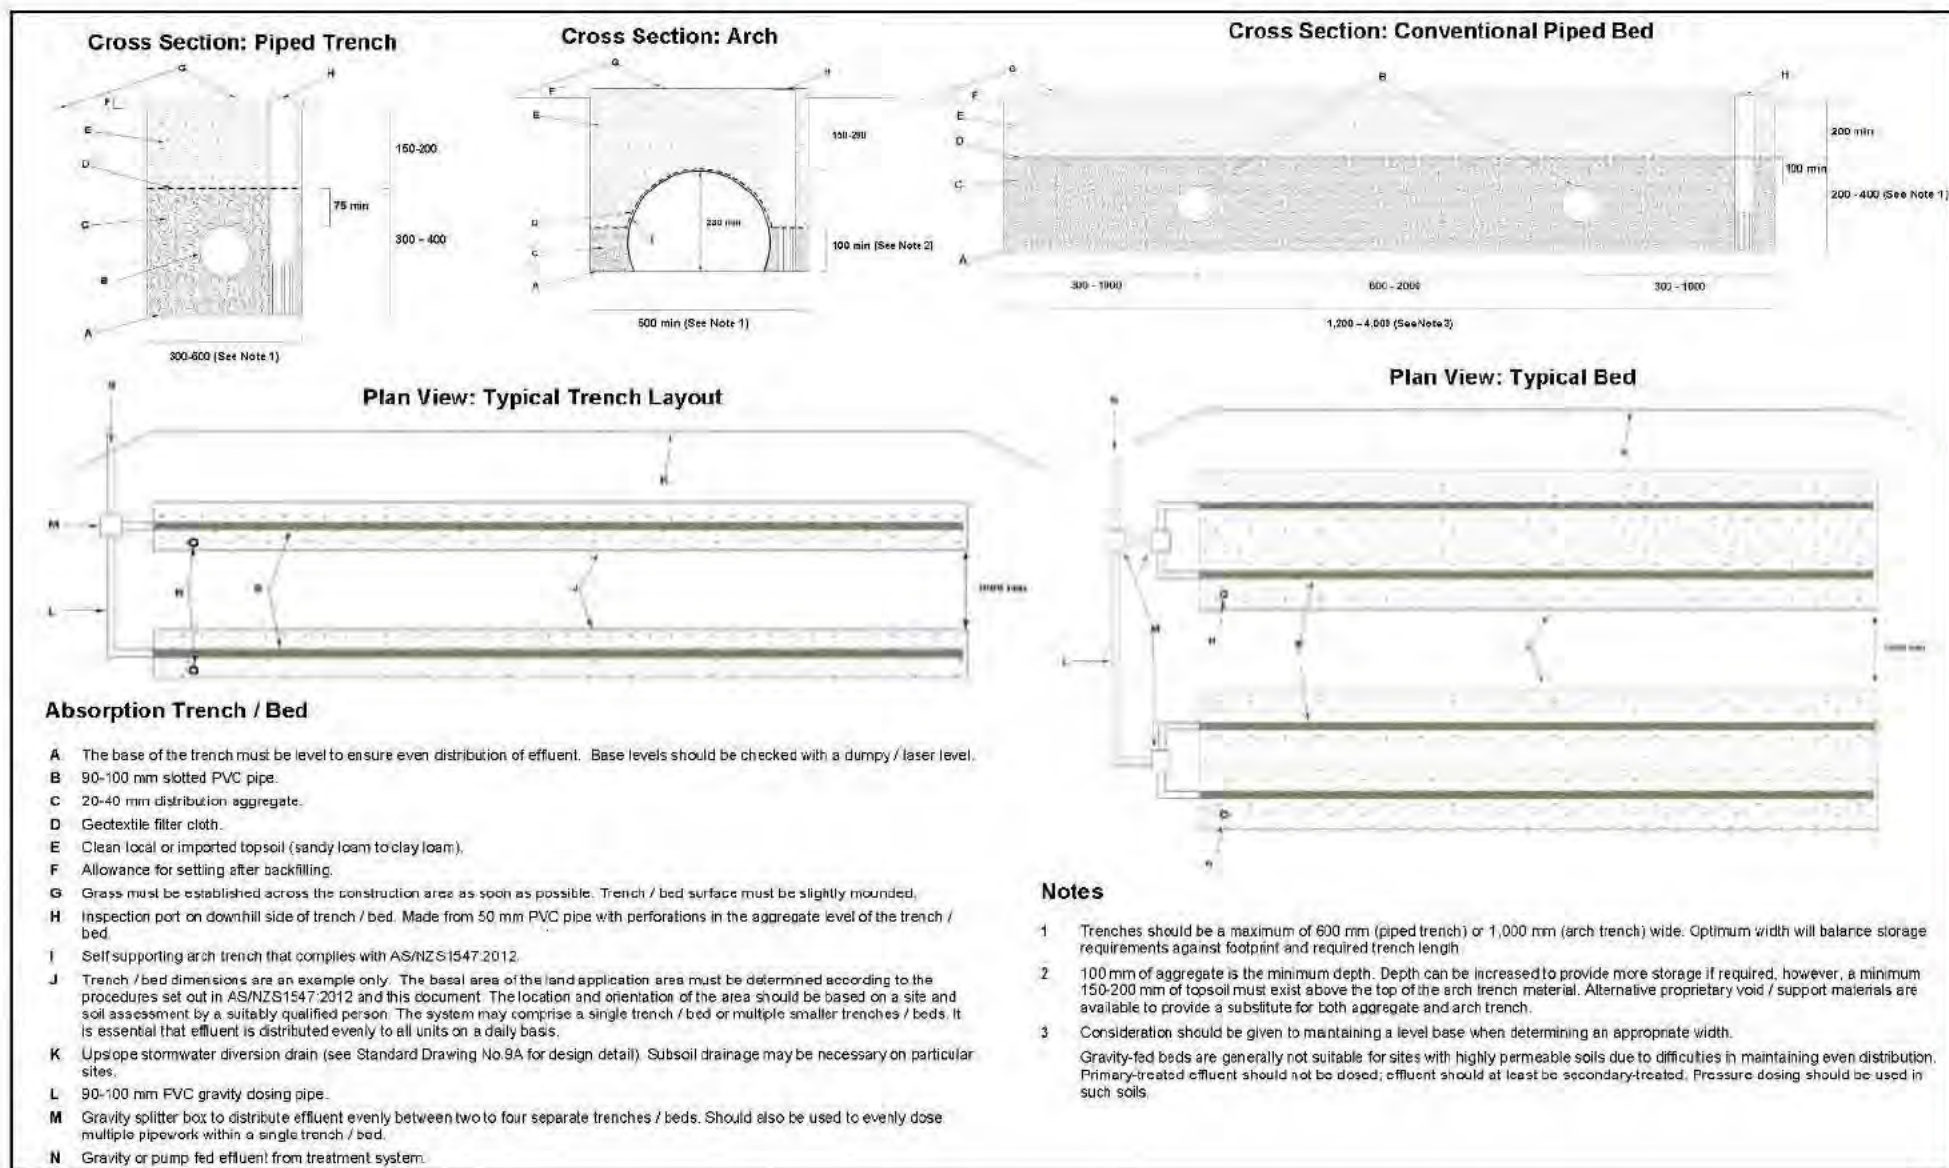 Cross Section: Piped Trench
G
H
F
E
D
C
B
A
150-200
75 min
300 - 400
300-600 (See Note 1)
Cross Section: Arch
G
H
F
E
D
I
C
A
230 min
100 min (See Note 2)
500 min (See Note 1)
Cross Section: Conventional Piped Bed
G
B
H
F
E
D
C
A
200 min
100 min
200 - 400 (See Note 1)
300 - 1000
600 - 2000
300 - 1000
1,200 – 4,000 (See Note 3)
Plan View: Typical Trench Layout
N
K
M
H
B
J
L
Plan View: Typical Bed
N
K
M
H
B
L
Absorption Trench / Bed
A The base of the trench must be level to ensure even distribution of effluent. Base levels should be checked with a dumpy / laser level.
B 90-100 mm slotted PVC pipe.
C 20-40 mm distribution aggregate.
D Geotextile filter cloth.
E Clean local or imported topsoil (sandy loam to clay loam).
F Allowance for settling after backfilling.
G Grass must be established across the construction area as soon as possible. Trench / bed surface must be slightly mounded.
H Inspection port on downhill side of trench / bed. Made from 50 mm PVC pipe with perforations in the aggregate level of the trench /
bed.
I Self supporting arch trench that complies with AS/NZS1547:2012.
J Trench / bed dimensions are an example only. The basal area of the land application area must be determined according to the
procedures set out in AS/NZS1547:2012 and this document. The location and orientation of the area should be based on a site and
soil assessment by a suitably qualified person. The system may comprise a single trench / bed or multiple smaller trenches / beds. It
is essential that effluent is distributed evenly to all units on a daily basis.
K Upslope stormwater diversion drain (see Standard Drawing No.9A for design detail). Subsoil drainage may be necessary on particular
sites.
L 90-100 mm PVC gravity dosing pipe.
M Gravity splitter box to distribute effluent evenly between two to four separate trenches / beds. Should also be used to evenly dose
multiple pipework within a single trench / bed.
N Gravity or pump fed effluent from treatment system.
Notes
1 Trenches should be a maximum of 600 mm (piped trench) or 1,000 mm (arch trench) wide. Optimum width will balance storage
requirements against footprint and required trench length
2 100 mm of aggregate is the minimum depth. Depth can be increased to provide more storage if required, however, a minimum
150-200 mm of topsoil must exist above the top of the arch trench material. Alternative proprietary void / support materials are
available to provide a substitute for both aggregate and arch trench.
3 Consideration should be given to maintaining a level base when determining an appropriate width.
Gravity-fed beds are generally not suitable for sites with highly permeable soils due to difficulties in maintaining even distribution.
Primary-treated effluent should not be dosed; effluent should at least be secondary-treated. Pressure dosing should be used in
such soils.